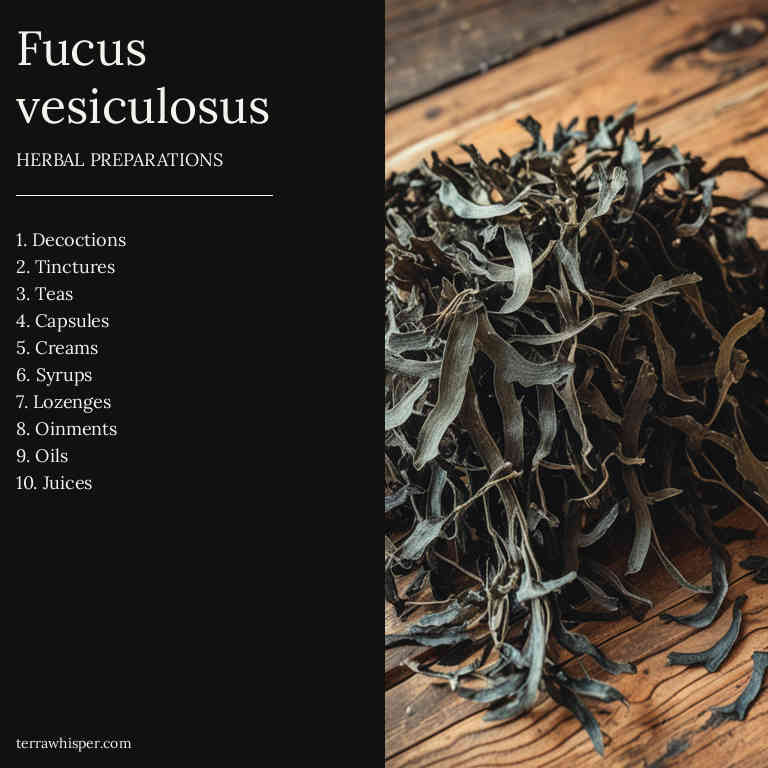 Fucus
vesiculosus
HERBAL PREPARATIONS
1. Decoctions
2. Tinctures
3. Teas
4. Capsules
5. Creams
6. Syrups
7. Lozenges
8. Oinments
9. Oils
10. Juices
terrawhisper.com